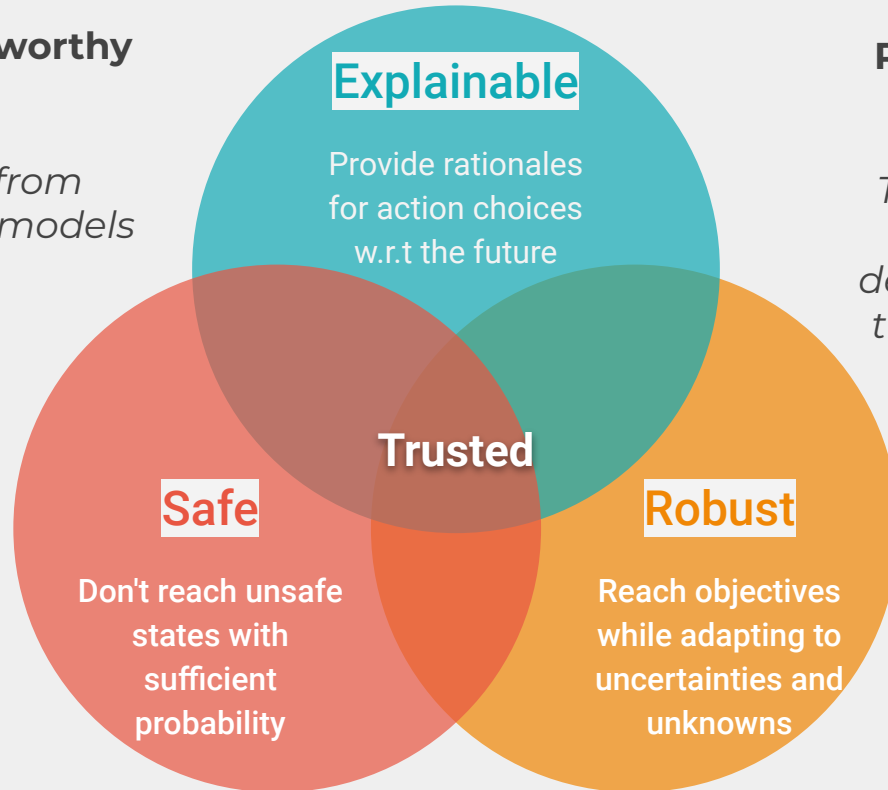 worthy
from
models
Explainable
Provide rationales
for action choices
w.r.t the future
Trusted
Safe
Don't reach unsafe
states with
sufficient
probability
Robust
Reach objectives
while adapting to
uncertainties and
unknowns